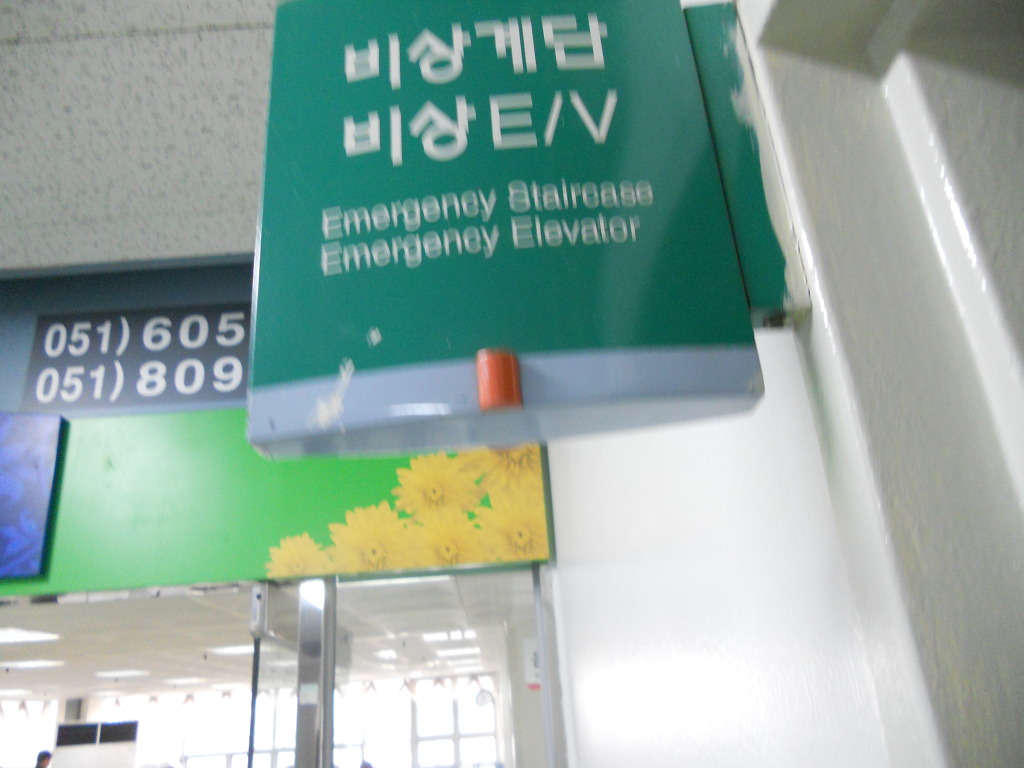 비상계단
비상E/V
Emergency Staircase
Emergency Elevator
051) 605
051) 809